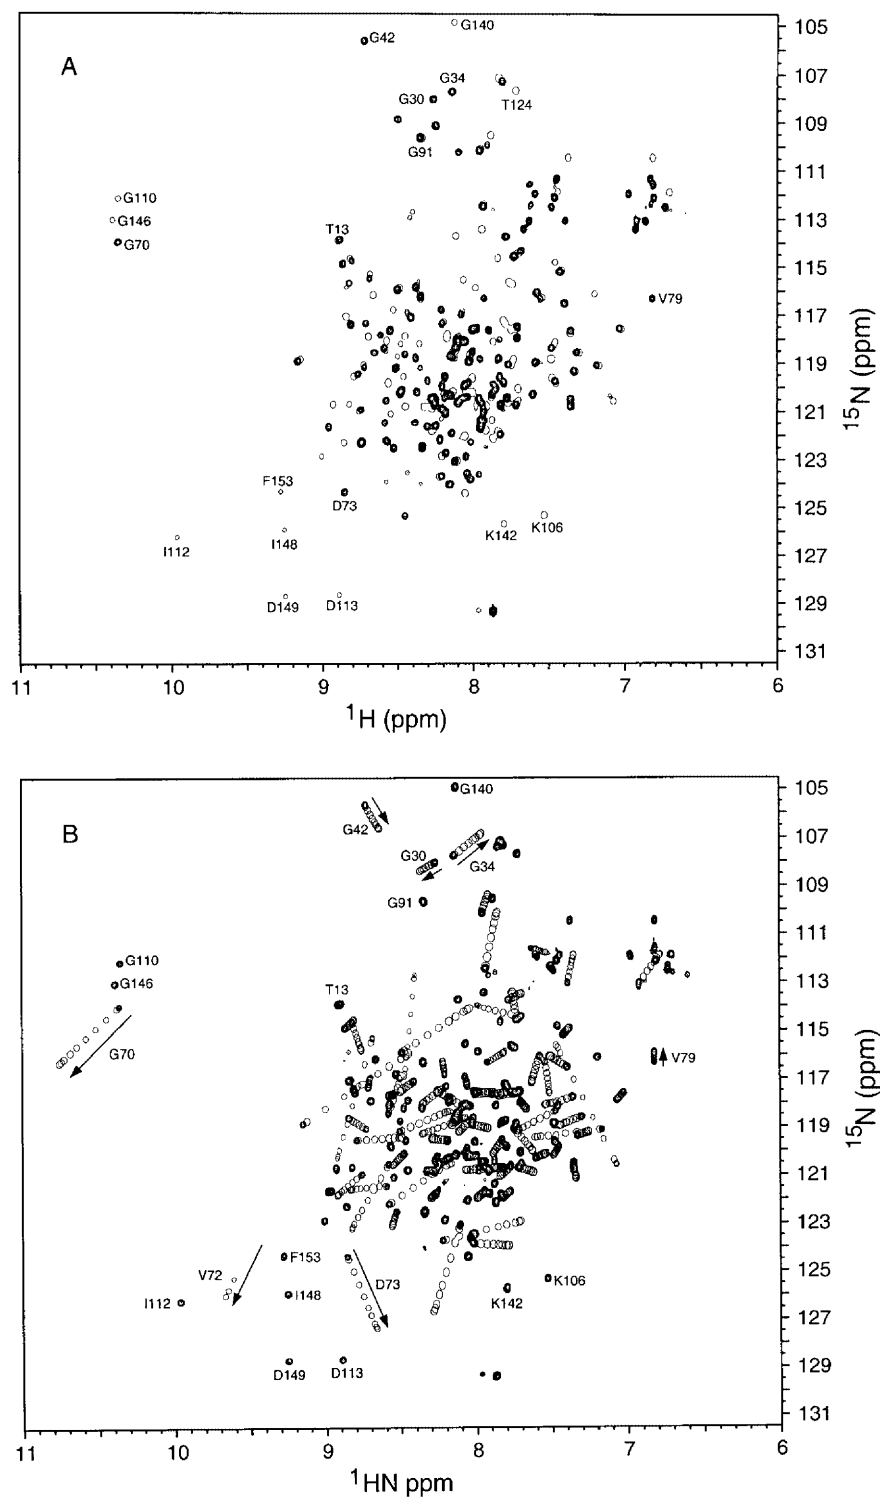 A
G42
G140
105
107
G34
G30
T124
109
G91
111
G110
G146
113
T13
G70
115
V79
117
119
121
123
F153
D73
125
K106
K142
I148
I112
127
D149
D113
129
131
11
10
9
8
7
6
¹H (ppm)
¹⁵N (ppm)
B
G140
105
G42
107
G30
G34
109
G91
111
G110
G146
113
T13
115
G70
V79
117
119
121
123
F153
V72
D73
125
K106
I148
K142
I112
127
D149
D113
129
131
11
10
9
8
7
6
¹HN ppm
¹⁵N (ppm)